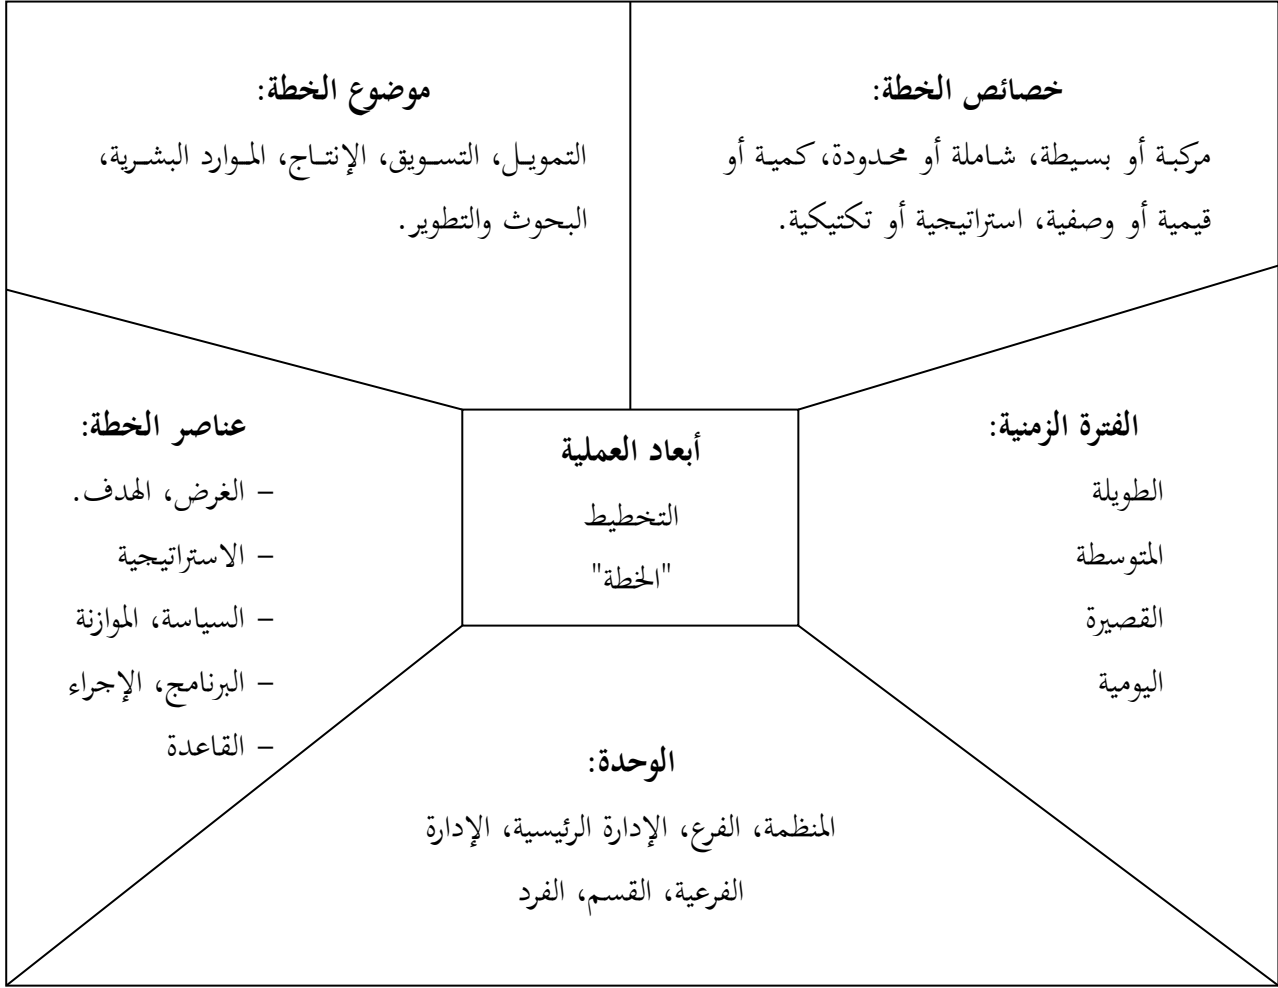 خصائص الخطة:
مركبة أو بسيطة، شاملة أو محدودة، كمية أو
قيمية أو وصفية، استراتيجية أو تكتيكية.
موضوع الخطة:
التمويل، التسويق، الإنتاج، الموارد البشرية،
البحوث والتطوير.
الفترة الزمنية:
الطويلة
المتوسطة
القصيرة
اليومية
أبعاد العملية
التخطيط
"الخطة"
عناصر الخطة:
– الغرض، الهدف.
– الاستراتيجية
– السياسة، الموازنة
– البرنامج، الإجراء
– القاعدة
الوحدة:
المنظمة، الفرع، الإدارة الرئيسية، الإدارة
الفرعية، القسم، الفرد